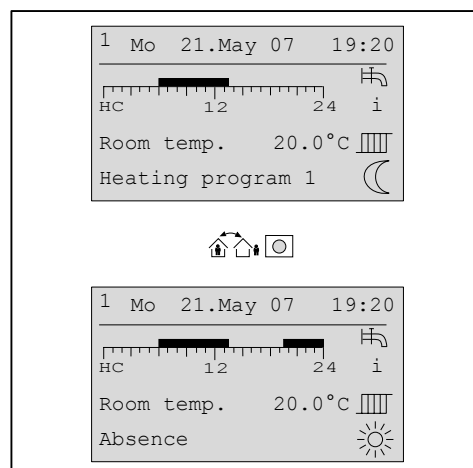 1 Mo 21.May 07 19:20
HC 12 24 i
Room temp. 20.0°C
Heating program 1
1 Mo 21.May 07 19:20
HC 12 24 i
Room temp. 20.0°C
Absence